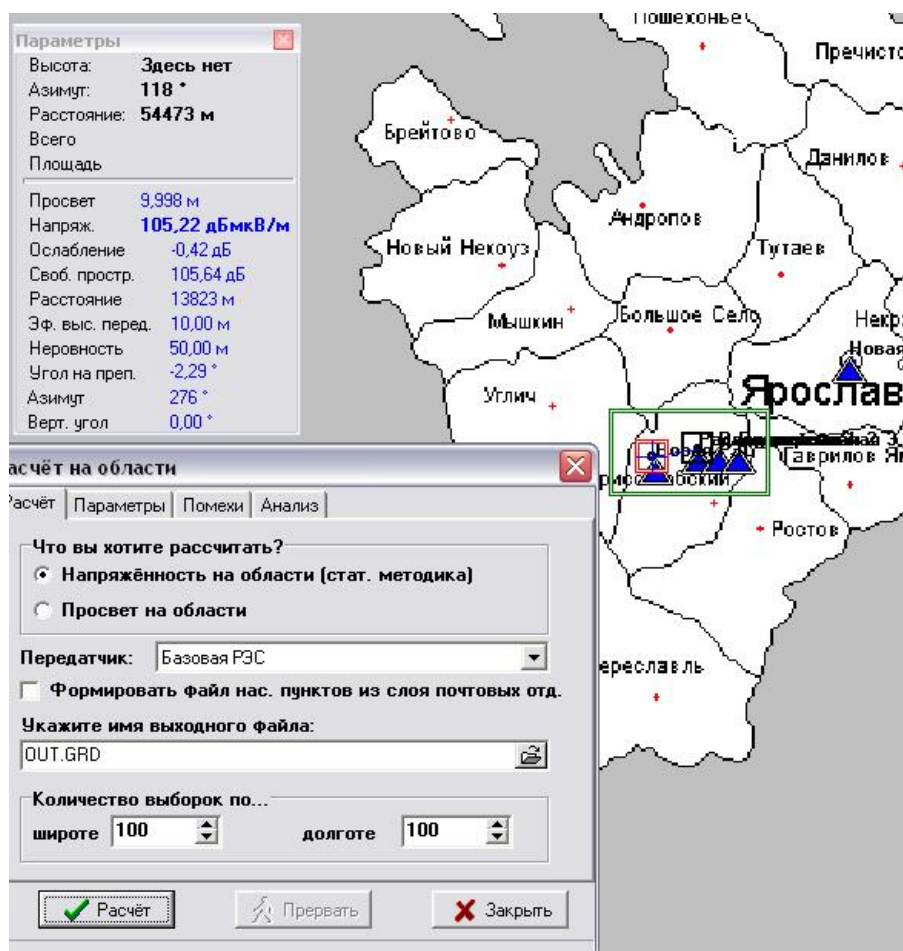 Параметры
Высота: Здесь нет
Азимут: 118 °
Расстояние: 54473 м
Всего
Площадь
Просвет 9,998 м
Напряж. 105,22 дБмкВ/м
Ослабление -0,42 дБ
Своб. простр. 105,64 дБ
Расстояние 13823 м
Эф. выс. перед. 10,00 м
Неровность 50,00 м
Угол на преп. -2,29 °
Азимут 276 °
Верт. угол 0,00 °
Пошехонье
Пречисто
Брейтово
Данилов
Андропов
Новый Некоуз
Тутаев
Мышкин
Большое Село
Некра
Новая
Углич
Ярослав
Гаврилов Ям
Ростов
ереславль
асчёт на области
Расчёт Параметры Помехи Анализ
Что вы хотите рассчитать?
Напряжённость на области (стат. методика)
Просвет на области
Передатчик: Базовая РЭС
Формировать файл нас. пунктов из слоя почтовых отд.
Укажите имя выходного файла:
OUT.GRD
Количество выборок по...
широте 100 долготе 100
Расчёт Прервать Закрыть